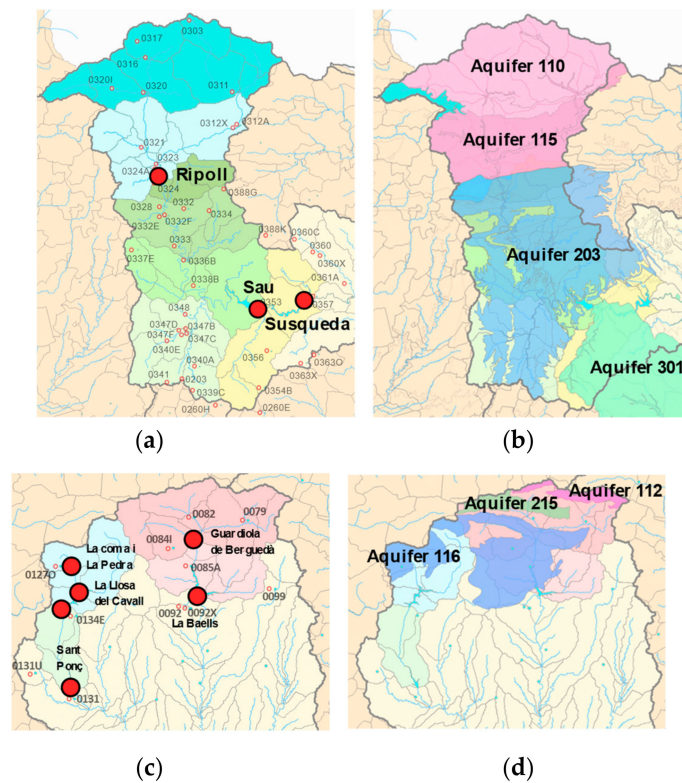 0303
0317
0316
0320I
0320
0311
0312X
0312A
0321
0323
0324A
Ripoll
0324
0388G
0328
0332
0332E
0332F
0334
0333
0388K
0360C
0337E
0336B
0360
0360X
0338B
0361A
Sau
0353
0357
0348
Susqueda
0347D
0347B
0347F
0347C
0340E
0356
0363O
0340A
0363X
0341
0203
0339C
0354B
0260H
0260E
Aquifer 110
Aquifer 115
Aquifer 203
Aquifer 301
(a)
(b)
0082
0079
0084I
Guardiola
de Berguedà
La coma i
La Pedra
0127O
0085A
La Llosa
del Cavall
0099
0134E
0092
0092X
La Baells
Sant
Ponç
0131U
0131
Aquifer 112
Aquifer 215
Aquifer 116
(c)
(d)